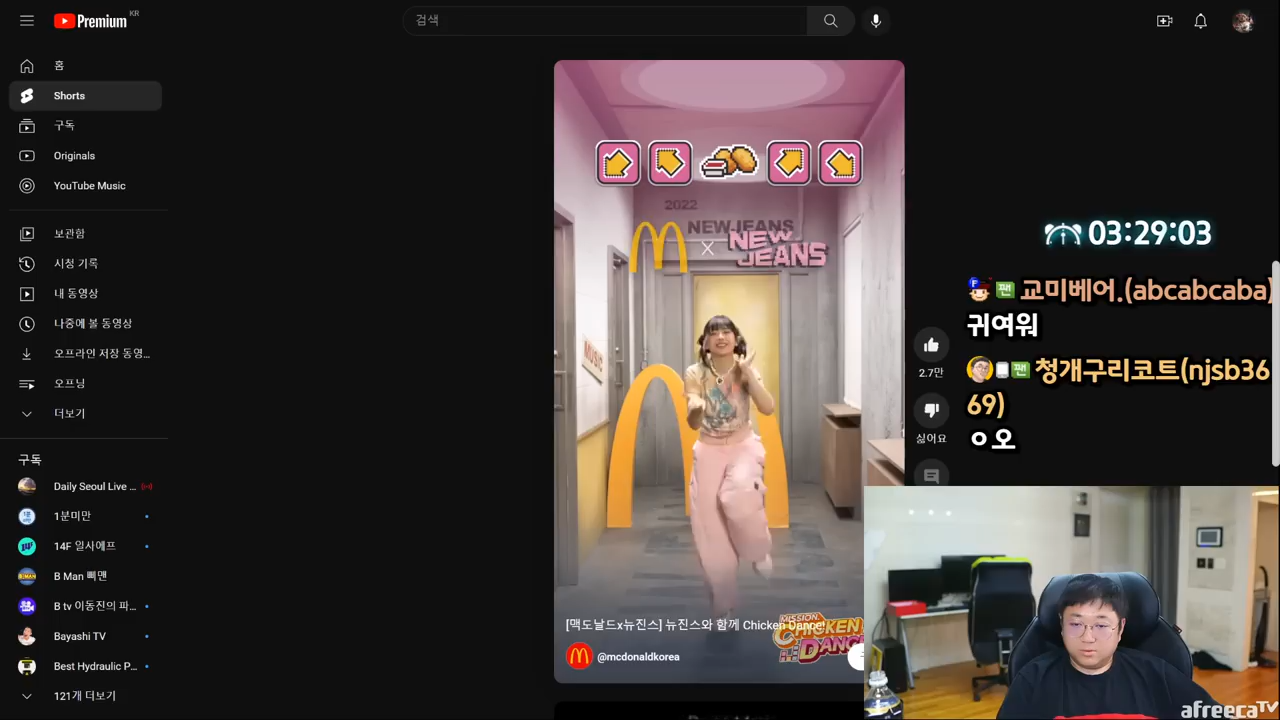 Premium KR
검색
홈
Shorts
구독
Originals
YouTube Music
보관함
시청 기록
내 동영상
나중에 볼 동영상
오프라인 저장 동영...
오프닝
더보기
구독
Daily Seoul Live ...
1분미만
14F 일사에프
B Man 삐맨
B tv 이동진의 파...
Bayashi TV
Best Hydraulic P...
121개 더보기
2022
NEWJEANS
X
NEW
JEANS
MUSIC
[맥도날드x뉴진스] 뉴진스와 함께 Chicken Dance!
@mcdonaldkorea
MISSION
CHICKEN
DANCE
2.7만
싫어요
03:29:03
F 팬 교미베어.(abcabcaba)
귀여워
팬 청개구리코트(njsb36
69)
ㅇ오
afreecaTV